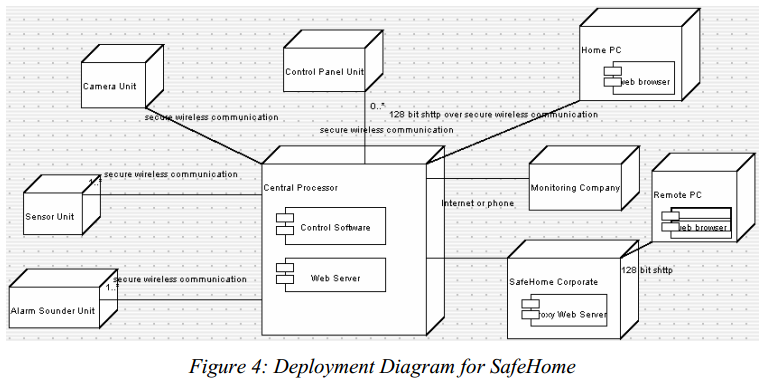 Home PC
web browser
Control Panel Unit
Camera Unit
0..*
128 bit shttp over secure wireless communication
secure wireless communication
secure wireless communication
secure wireless communication
1..*
Central Processor
Monitoring Company
Remote PC
web browser
Internet or phone
Sensor Unit
Control Software
Web Server
secure wireless communication
1..*
Alarm Sounder Unit
SafeHome Corporate
128 bit shttp
Proxy Web Server
Figure 4: Deployment Diagram for SafeHome